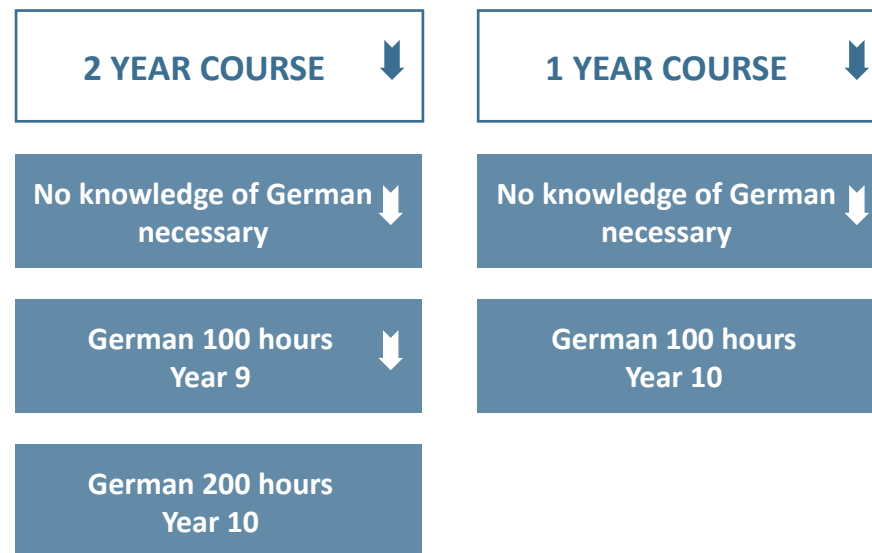 2 YEAR COURSE
No knowledge of German
necessary
German 100 hours
Year 9
German 200 hours
Year 10
1 YEAR COURSE
No knowledge of German
necessary
German 100 hours
Year 10